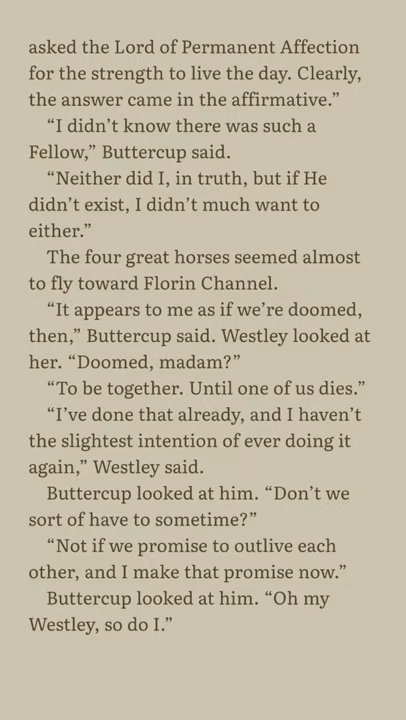 asked the Lord of Permanent Affection
for the strength to live the day. Clearly,
the answer came in the affirmative.”
“I didn’t know there was such a
Fellow,” Buttercup said.
“Neither did I, in truth, but if He
didn’t exist, I didn’t much want to
either.”
The four great horses seemed almost
to fly toward Florin Channel.
“It appears to me as if we’re doomed,
then,” Buttercup said. Westley looked at
her. “Doomed, madam?”
“To be together. Until one of us dies.”
“I’ve done that already, and I haven’t
the slightest intention of ever doing it
again,” Westley said.
Buttercup looked at him. “Don’t we
sort of have to sometime?”
“Not if we promise to outlive each
other, and I make that promise now.”
Buttercup looked at him. “Oh my
Westley, so do I.”